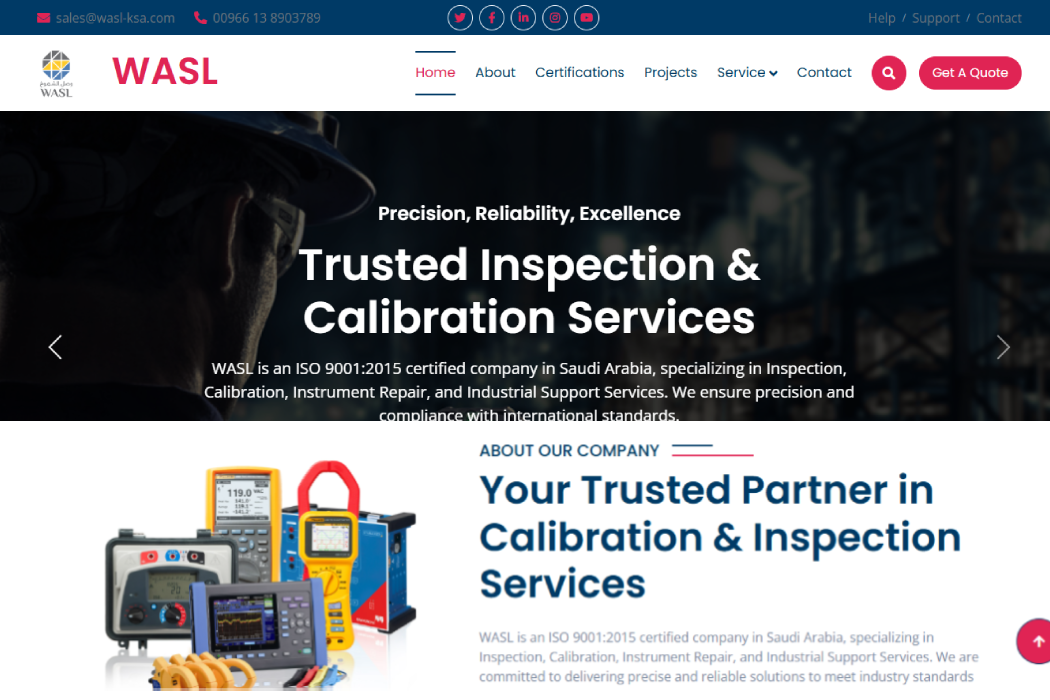 sales@wasl-ksa.com 00966 13 8903789 Help / Support / Contact
WASL
WASL Home About Certifications Projects Service Contact Get A Quote
Precision, Reliability, Excellence
Trusted Inspection &
Calibration Services
WASL is an ISO 9001:2015 certified company in Saudi Arabia, specializing in Inspection,
Calibration, Instrument Repair, and Industrial Support Services. We ensure precision and
compliance with international standards.
ABOUT OUR COMPANY
Your Trusted Partner in
Calibration & Inspection
Services
119.0 VAC
WASL is an ISO 9001:2015 certified company in Saudi Arabia, specializing in
Inspection, Calibration, Instrument Repair, and Industrial Support Services. We are
committed to delivering precise and reliable solutions to meet industry standards